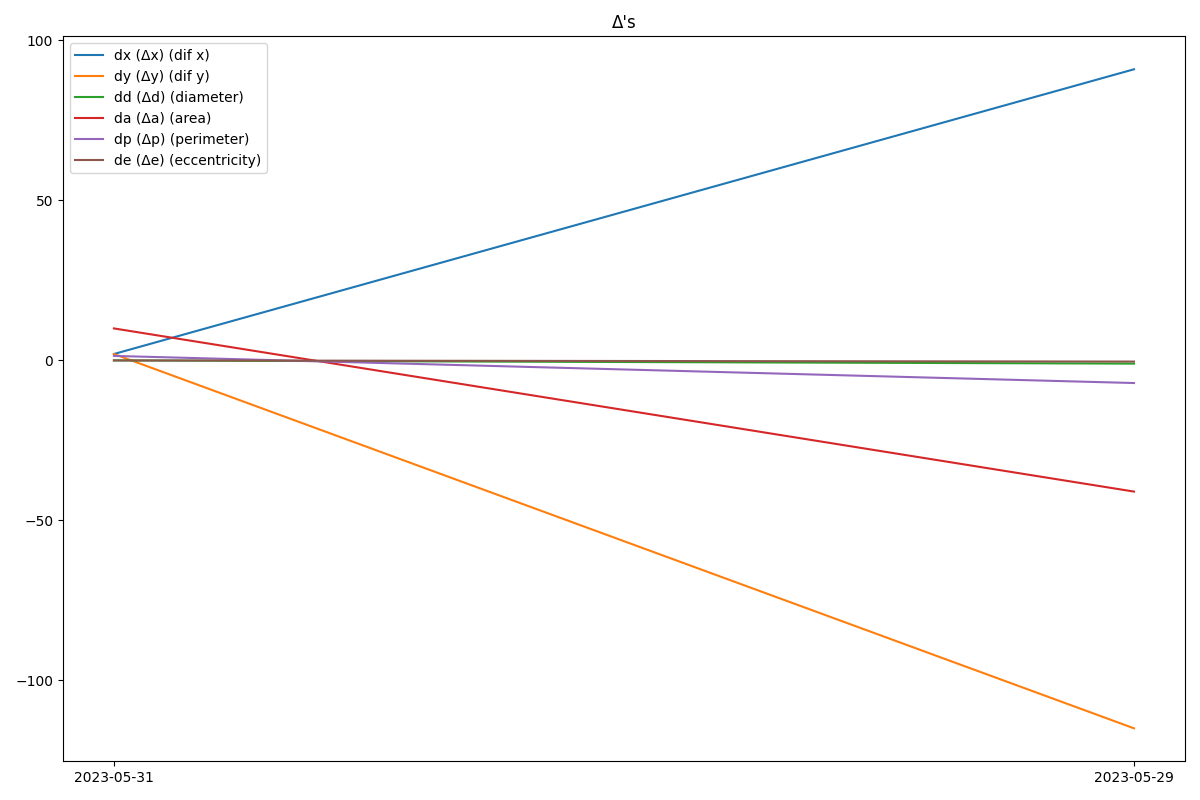 Δ's
100
50
0
−50
−100
dx (Δx) (dif x)
dy (Δy) (dif y)
dd (Δd) (diameter)
da (Δa) (area)
dp (Δp) (perimeter)
de (Δe) (eccentricity)
2023-05-31
2023-05-29